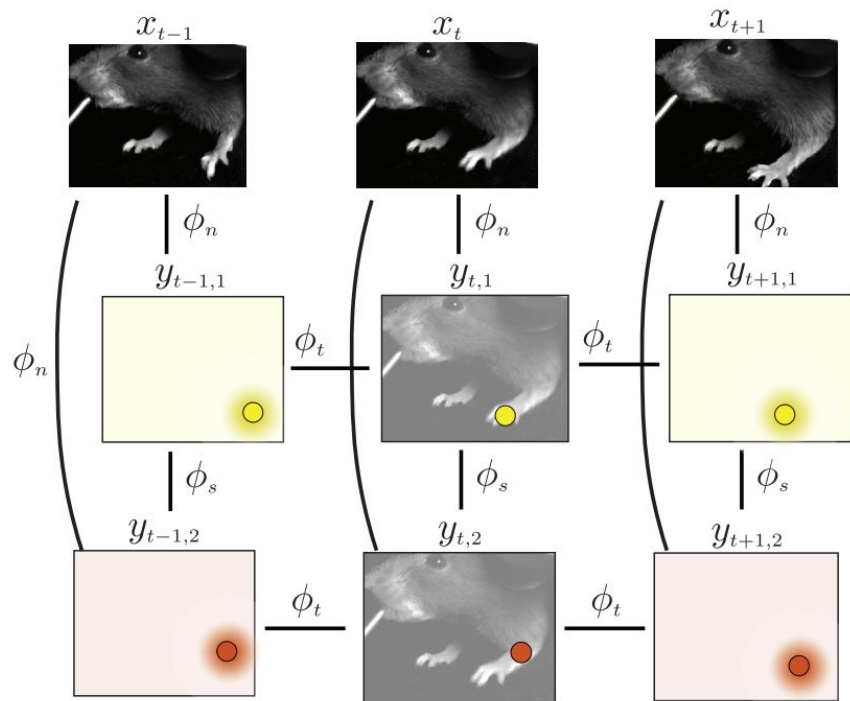 x_{t-1} x_t x_{t+1}
ϕ_n ϕ_n ϕ_n
y_{t-1,1} y_{t,1} y_{t+1,1}
ϕ_n ϕ_t ϕ_t
ϕ_s ϕ_s ϕ_s
y_{t-1,2} y_{t,2} y_{t+1,2}
ϕ_t ϕ_t